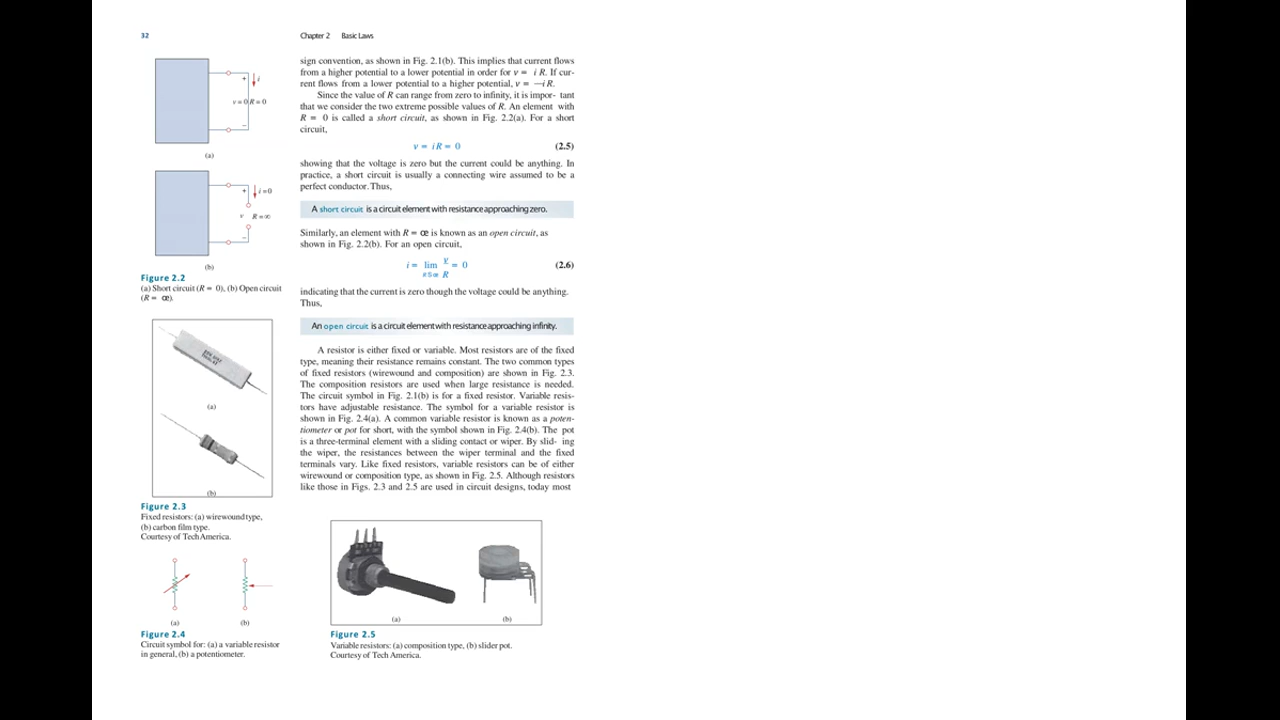 32
Chapter 2 Basic Laws
+
i
v = 0 R = 0
−
(a)
+
i = 0
v R = ∞
−
(b)
Figure 2.2
(a) Short circuit (R = 0), (b) Open circuit
(R = œ).
(a)
(b)
Figure 2.3
Fixed resistors: (a) wirewound type,
(b) carbon film type.
Courtesy of Tech America.
(a)
(b)
Figure 2.4
Circuit symbol for: (a) a variable resistor
in general, (b) a potentiometer.
sign convention, as shown in Fig. 2.1(b). This implies that current flows
from a higher potential to a lower potential in order for v = i R. If cur-
rent flows from a lower potential to a higher potential, v = —i R.
Since the value of R can range from zero to infinity, it is impor- tant
that we consider the two extreme possible values of R. An element with
R = 0 is called a short circuit, as shown in Fig. 2.2(a). For a short
circuit,
v = i R = 0 (2.5)
showing that the voltage is zero but the current could be anything. In
practice, a short circuit is usually a connecting wire assumed to be a
perfect conductor. Thus,
A short circuit is a circuit element with resistance approaching zero.
Similarly, an element with R = œ is known as an open circuit, as
shown in Fig. 2.2(b). For an open circuit,
i = lim v = 0 (2.6)
R
indicating that the current is zero though the voltage could be anything.
Thus,
An open circuit is a circuit element with resistance approaching infinity.
A resistor is either fixed or variable. Most resistors are of the fixed
type, meaning their resistance remains constant. The two common types
of fixed resistors (wirewound and composition) are shown in Fig. 2.3.
The composition resistors are used when large resistance is needed.
The circuit symbol in Fig. 2.1(b) is for a fixed resistor. Variable resis-
tors have adjustable resistance. The symbol for a variable resistor is
shown in Fig. 2.4(a). A common variable resistor is known as a poten-
tiometer or pot for short, with the symbol shown in Fig. 2.4(b). The pot
is a three-terminal element with a sliding contact or wiper. By slid- ing
the wiper, the resistances between the wiper terminal and the fixed
terminals vary. Like fixed resistors, variable resistors can be of either
wirewound or composition type, as shown in Fig. 2.5. Although resistors
like those in Figs. 2.3 and 2.5 are used in circuit designs, today most
(a)
(b)
Figure 2.5
Variable resistors: (a) composition type, (b) slider pot.
Courtesy of Tech America.